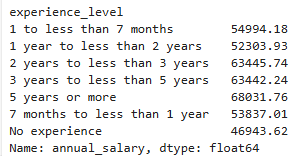 experience_level
1 to less than 7 months 54994.18
1 year to less than 2 years 52303.93
2 years to less than 3 years 63445.74
3 years to less than 5 years 63442.24
5 years or more 68031.76
7 months to less than 1 year 53837.01
No experience 46943.62
Name: annual_salary, dtype: float64